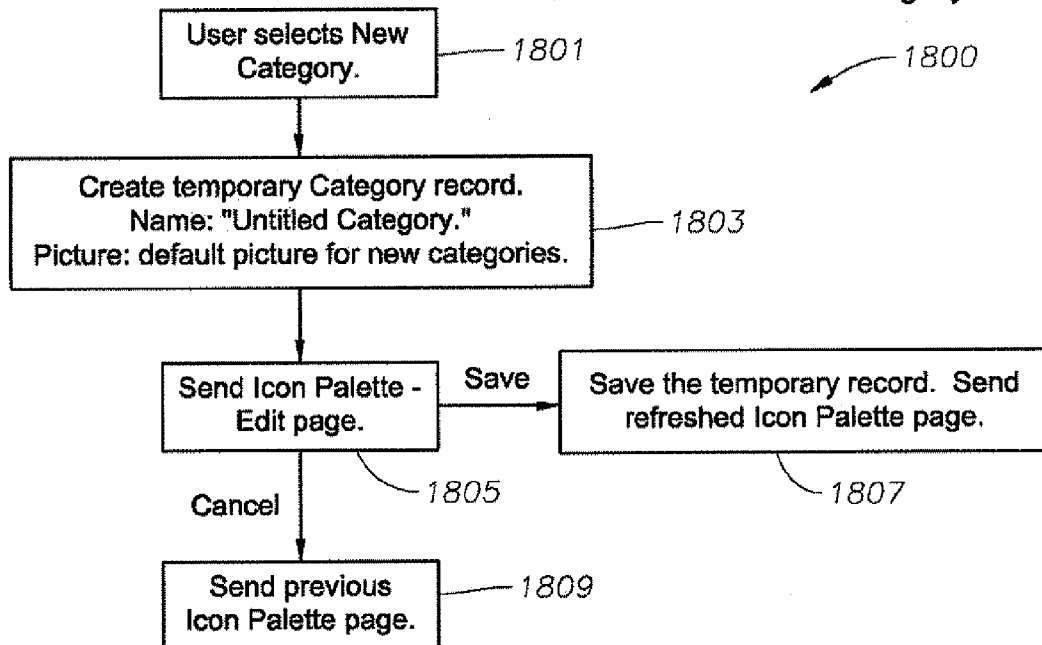 User selects New
Category.
1801
1800
Create temporary Category record.
Name: "Untitled Category."
Picture: default picture for new categories.
1803
Send Icon Palette -
Edit page.
1805
Save
Save the temporary record. Send
refreshed Icon Palette page.
1807
Cancel
Send previous
Icon Palette page.
1809